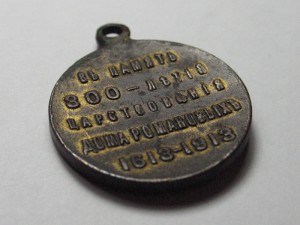 ВЪ ПАМЯТЬ
300-ЛѢТІЯ
ЦАРСТВОВАНІЯ
ДОМА РОМАНОВЫХЪ
1613-1913